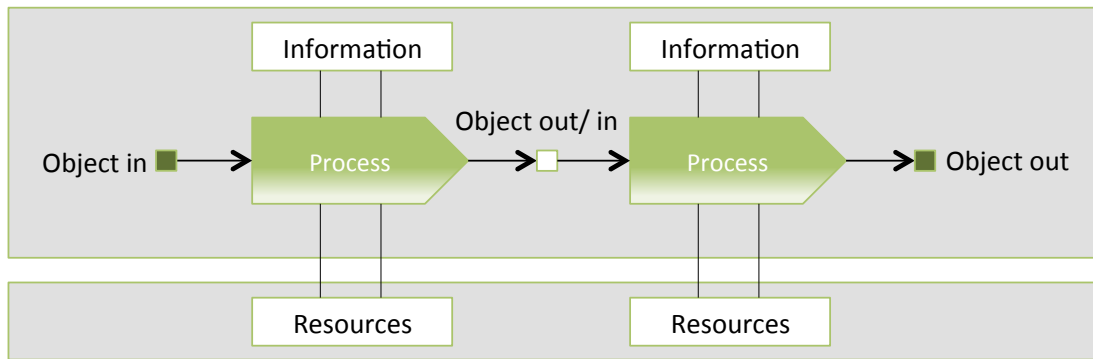 Information
Information
Object out/ in
Object in
Process
Process
Object out
Resources
Resources